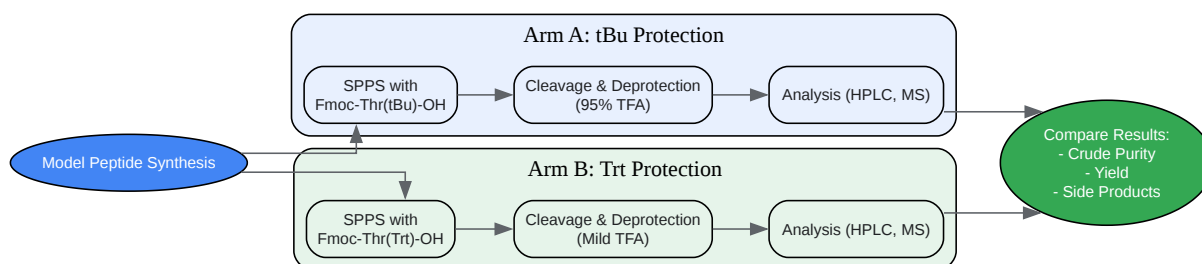 Arm A: tBu Protection
SPPS with
Fmoc-Thr(tBu)-OH
Cleavage & Deprotection
(95% TFA)
Analysis (HPLC, MS)
Model Peptide Synthesis
Compare Results:
- Crude Purity
- Yield
- Side Products
Arm B: Trt Protection
SPPS with
Fmoc-Thr(Trt)-OH
Cleavage & Deprotection
(Mild TFA)
Analysis (HPLC, MS)